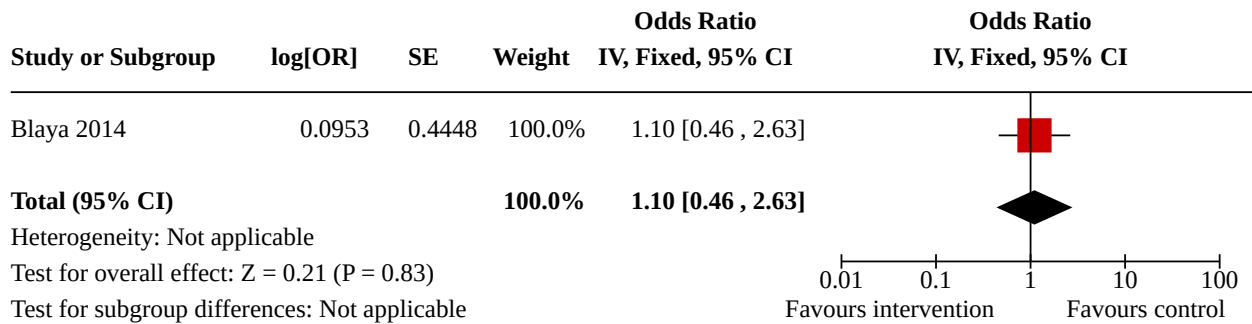 Odds Ratio Odds Ratio
Study or Subgroup log[OR] SE Weight IV, Fixed, 95% CI IV, Fixed, 95% CI
Blaya 2014 0.0953 0.4448 100.0% 1.10 [0.46 , 2.63]
Total (95% CI) 100.0% 1.10 [0.46 , 2.63]
Heterogeneity: Not applicable
Test for overall effect: Z = 0.21 (P = 0.83) 0.01 0.1 1 10 100
Test for subgroup differences: Not applicable Favours intervention Favours control